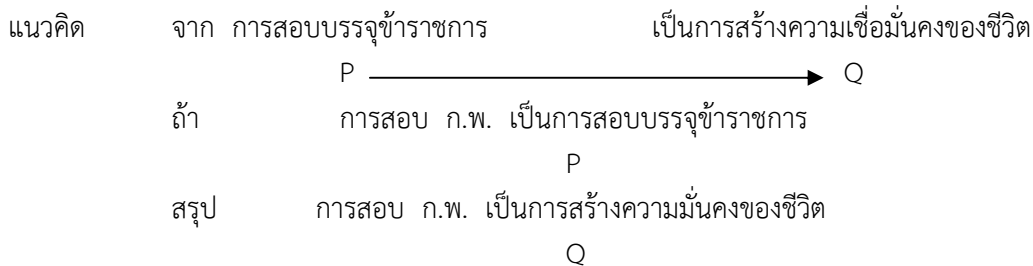 แนวคิด จาก การสอบบรรจุข้าราชการ เป็นการสร้างความเชื่อมั่นคงของชีวิต
P Q
ถ้า การสอบ ก.พ. เป็นการสอบบรรจุข้าราชการ
P
สรุป การสอบ ก.พ. เป็นการสร้างความมั่นคงของชีวิต
Q